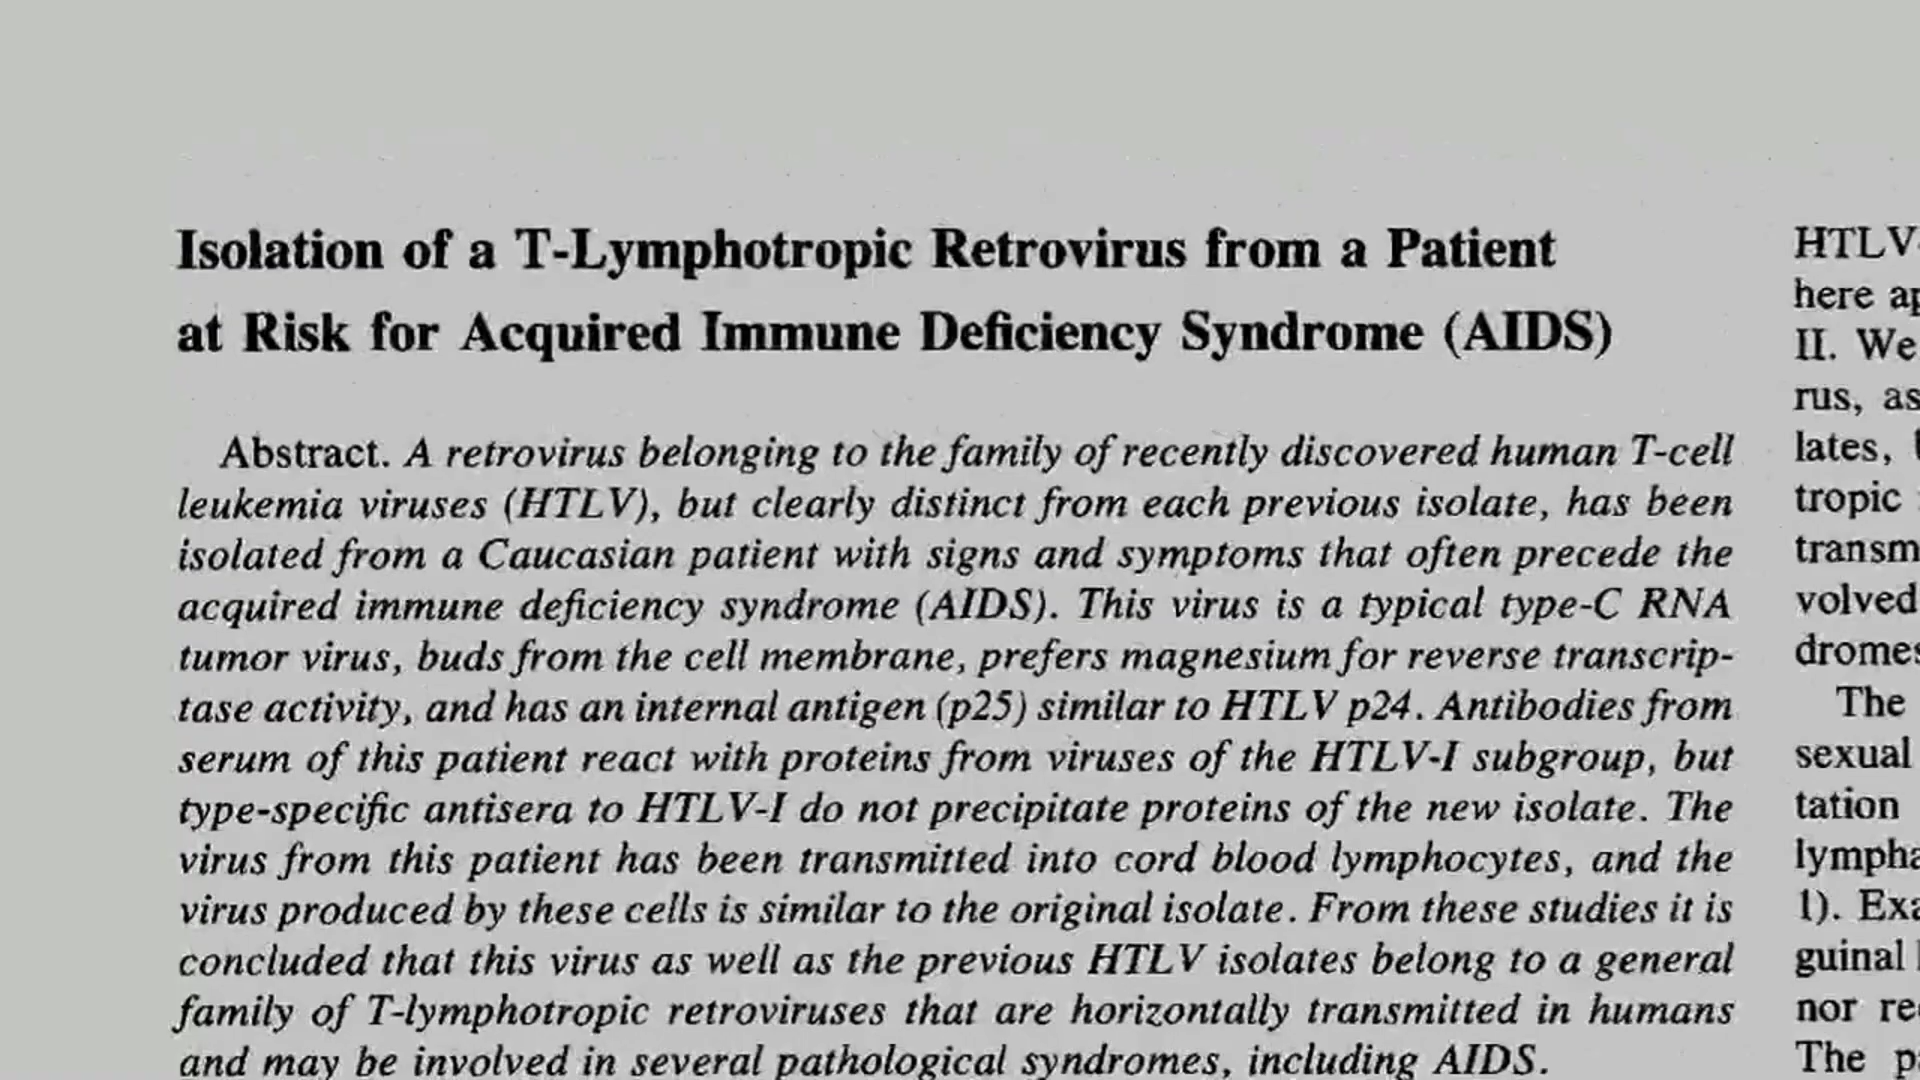 Isolation of a T-Lymphotropic Retrovirus from a Patient
at Risk for Acquired Immune Deficiency Syndrome (AIDS)
Abstract. A retrovirus belonging to the family of recently discovered human T-cell
leukemia viruses (HTLV), but clearly distinct from each previous isolate, has been
isolated from a Caucasian patient with signs and symptoms that often precede the
acquired immune deficiency syndrome (AIDS). This virus is a typical type-C RNA
tumor virus, buds from the cell membrane, prefers magnesium for reverse transcrip-
tase activity, and has an internal antigen (p25) similar to HTLV p24. Antibodies from
serum of this patient react with proteins from viruses of the HTLV-I subgroup, but
type-specific antisera to HTLV-I do not precipitate proteins of the new isolate. The
virus from this patient has been transmitted into cord blood lymphocytes, and the
virus produced by these cells is similar to the original isolate. From these studies it is
concluded that this virus as well as the previous HTLV isolates belong to a general
family of T-lymphotropic retroviruses that are horizontally transmitted in humans
and may be involved in several pathological syndromes, including AIDS.
HTLV-
here
II. We
rus, as
lates,
tropic
transm
volved
dromes
The
sexual
tation
lympha
1). Exa
guinal
nor
The